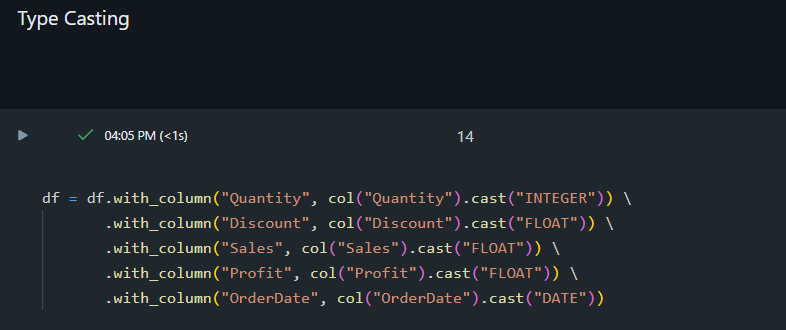 Type Casting
04:05 PM (<1s)
14
df = df.with_column("Quantity", col("Quantity").cast("INTEGER")) \
.with_column("Discount", col("Discount").cast("FLOAT")) \
.with_column("Sales", col("Sales").cast("FLOAT")) \
.with_column("Profit", col("Profit").cast("FLOAT")) \
.with_column("OrderDate", col("OrderDate").cast("DATE"))